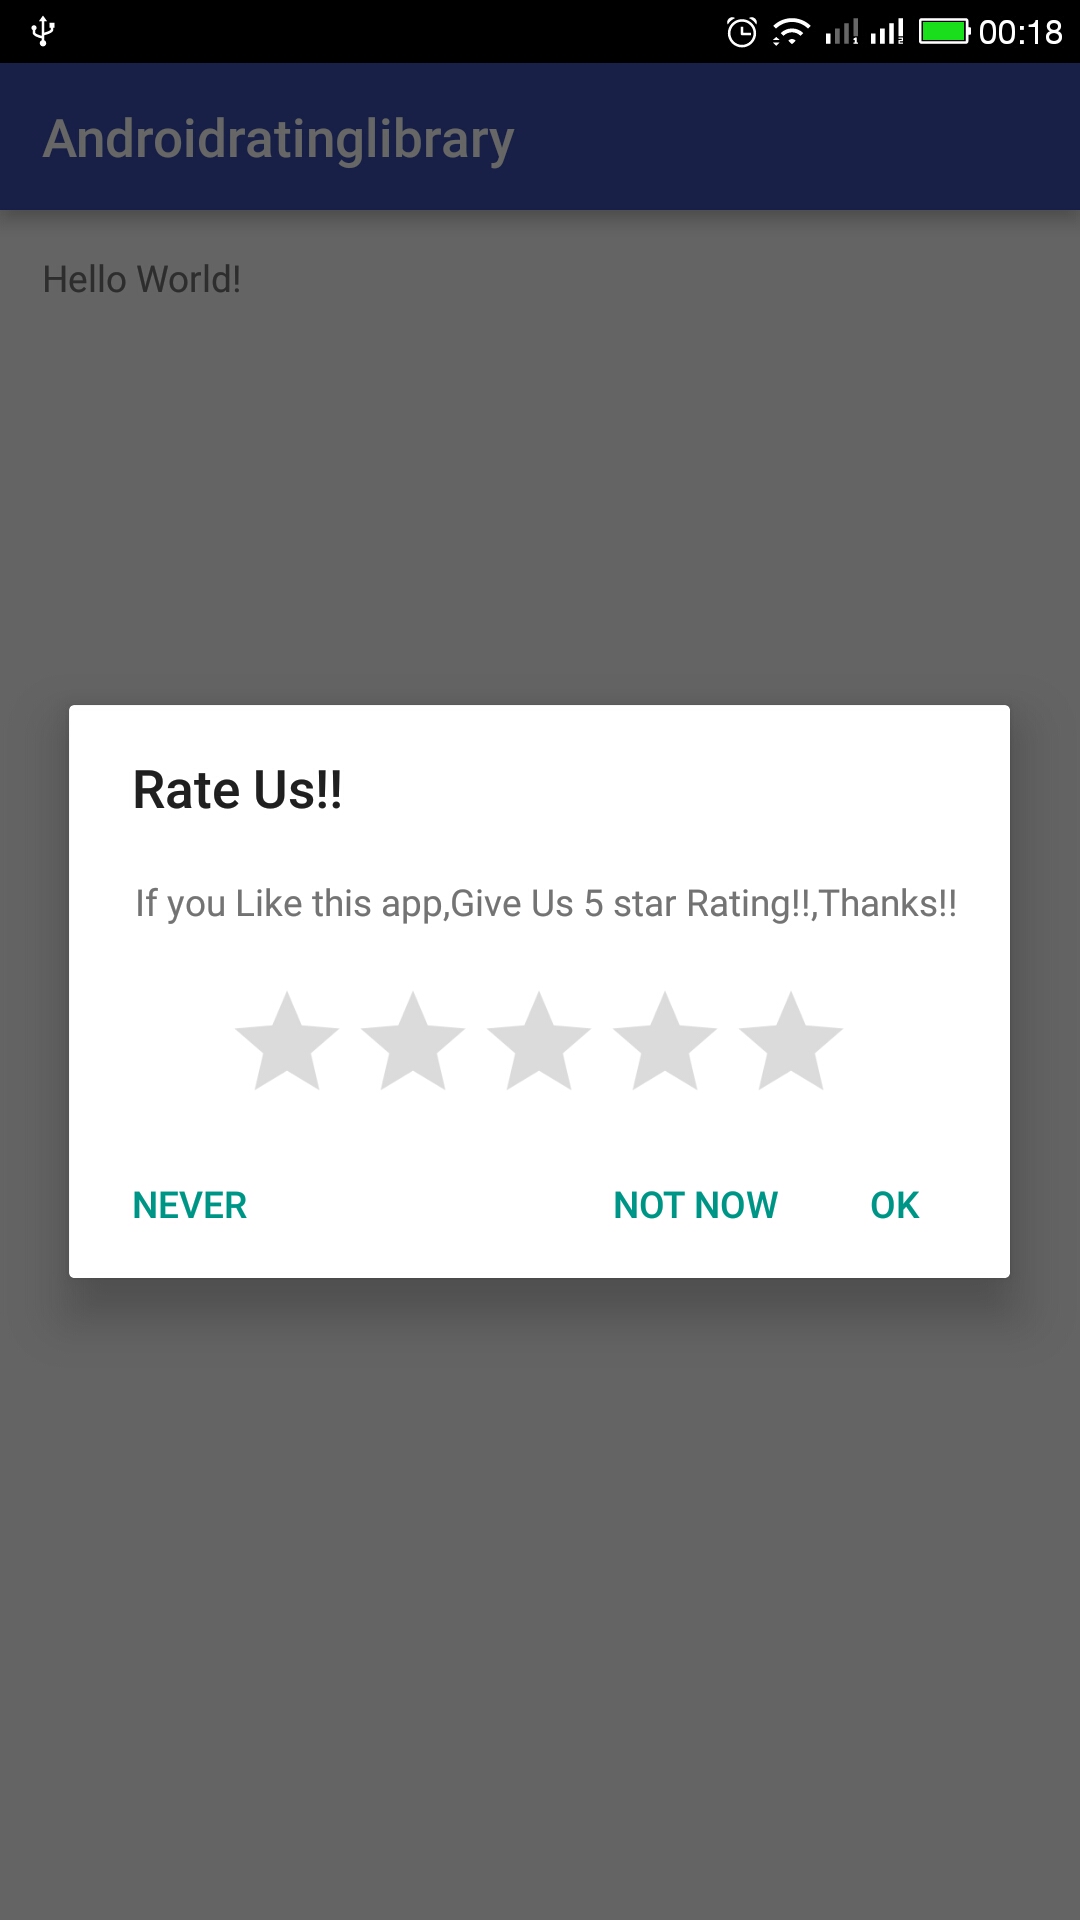 00:18
Androidratinglibrary
Hello World!
Rate Us!!
If you Like this app,Give Us 5 star Rating!!,Thanks!!
NEVER NOT NOW OK